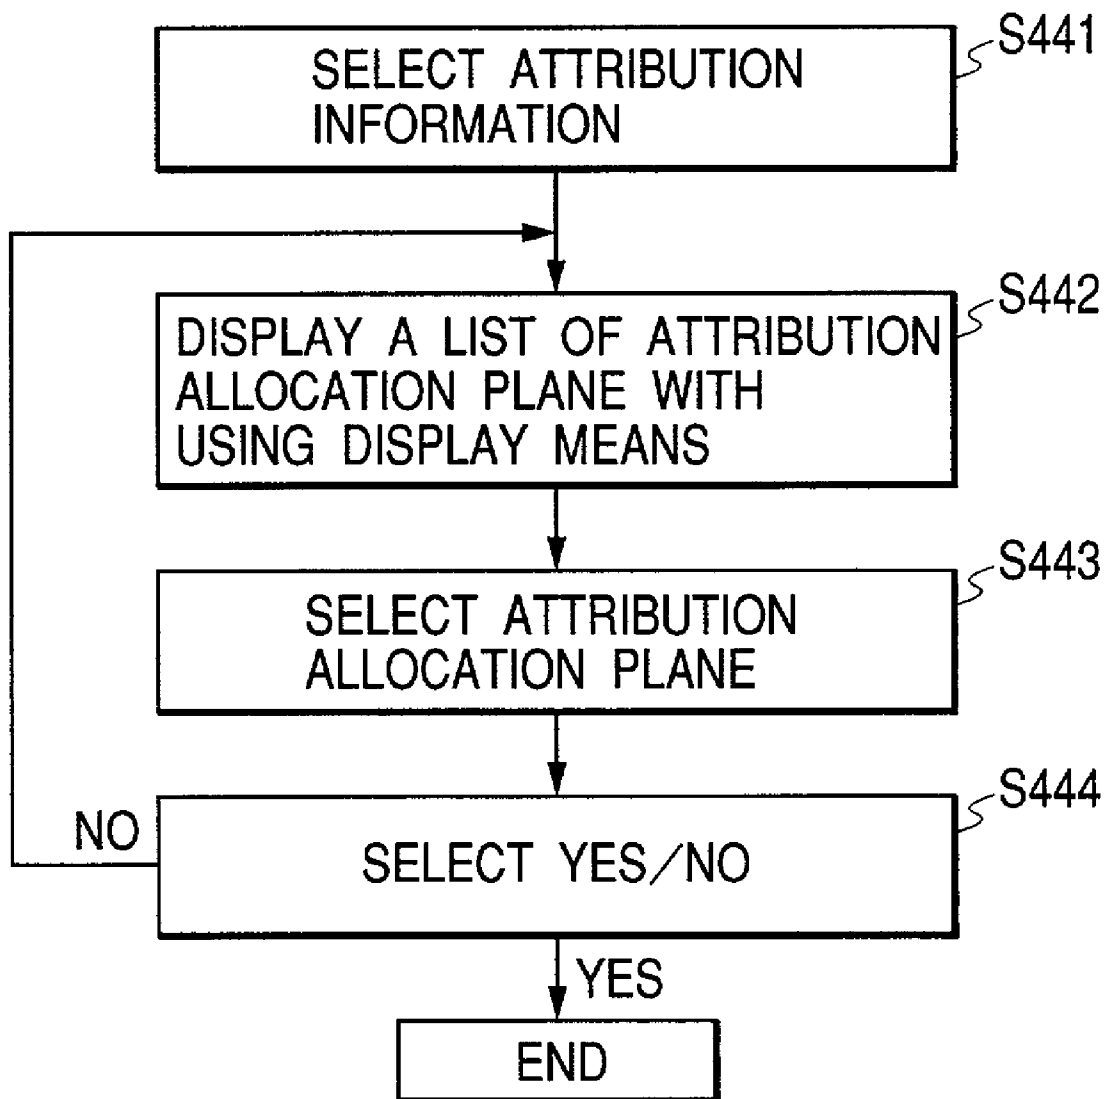 S441
SELECT ATTRIBUTION
INFORMATION
S442
DISPLAY A LIST OF ATTRIBUTION
ALLOCATION PLANE WITH
USING DISPLAY MEANS
S443
SELECT ATTRIBUTION
ALLOCATION PLANE
S444
NO
SELECT YES/NO
YES
END